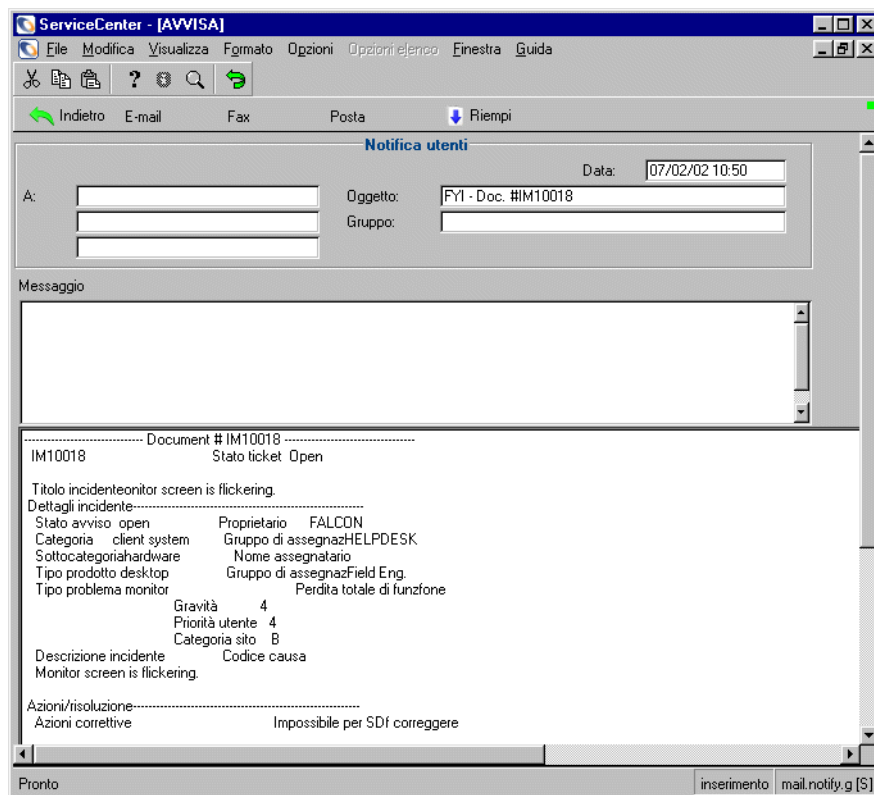 ServiceCenter - [AVVISA]
File Modifica Visualizza Formato Opzioni Opzioni elenco Finestra Guida
Indietro E-mail Fax Posta Riempi
Notifica utenti
Data: 07/02/02 10:50
A: Oggetto: FYI - Doc. #IM10018
Gruppo:
Messaggio
------------------------------- Document # IM10018 ----------------------------------
IM10018 Stato ticket Open
Titolo incidenteonitor screen is flickering.
Dettagli incidente------------------------------------------------------------
Stato avviso open Proprietario FALCON
Categoria client system Gruppo di assegnazHELPDESK
Sottocategoriahardware Nome assegnatario
Tipo prodotto desktop Gruppo di assegnazField Eng.
Tipo problema monitor Perdita totale di funzfone
Gravità 4
Priorità utente 4
Categoria sito B
Descrizione incidente Codice causa
Monitor screen is flickering.
Azioni/risoluzione-----------------------------------------------------------
Azioni correttive Impossibile per SDf correggere
Pronto inserimento mail.notify.g [S]